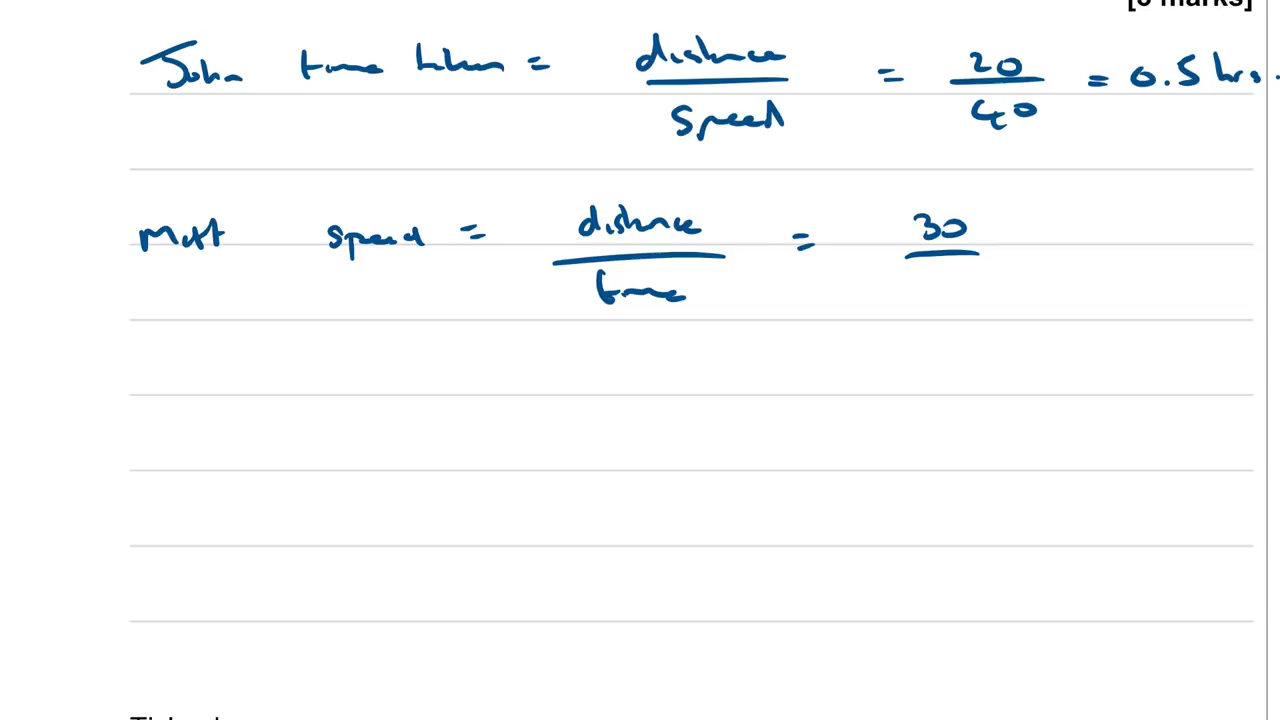 [6 marks]
John time taken = distance / speed = 20 / 40 = 0.5 hrs.
Matt speed = distance / time = 30